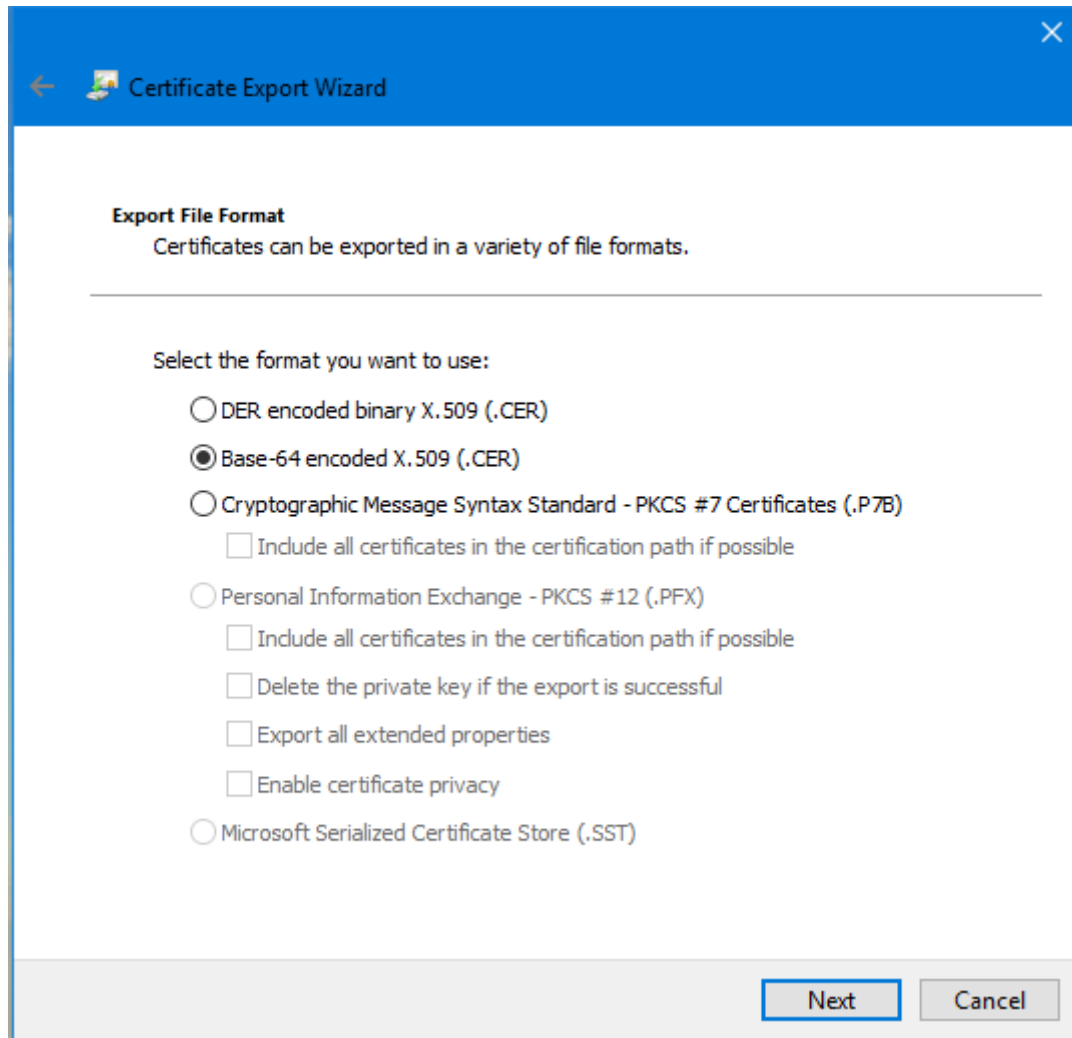 Certificate Export Wizard
Export File Format
Certificates can be exported in a variety of file formats.
Select the format you want to use:
DER encoded binary X.509 (.CER)
Base-64 encoded X.509 (.CER)
Cryptographic Message Syntax Standard - PKCS #7 Certificates (.P7B)
Include all certificates in the certification path if possible
Personal Information Exchange - PKCS #12 (.PFX)
Include all certificates in the certification path if possible
Delete the private key if the export is successful
Export all extended properties
Enable certificate privacy
Microsoft Serialized Certificate Store (.SST)
Next Cancel